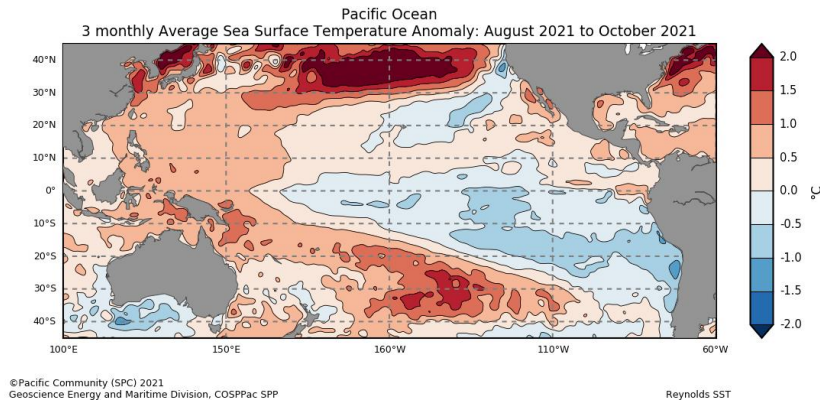 Pacific Ocean
3 monthly Average Sea Surface Temperature Anomaly: August 2021 to October 2021
40°N
30°N
20°N
10°N
0°
10°S
20°S
30°S
40°S
100°E
150°E
160°W
110°W
60°W
2.0
1.5
1.0
0.5
0.0
-0.5
-1.0
-1.5
-2.0
°C
©Pacific Community (SPC) 2021
Geoscience Energy and Maritime Division, COSPPac SPP
Reynolds SST